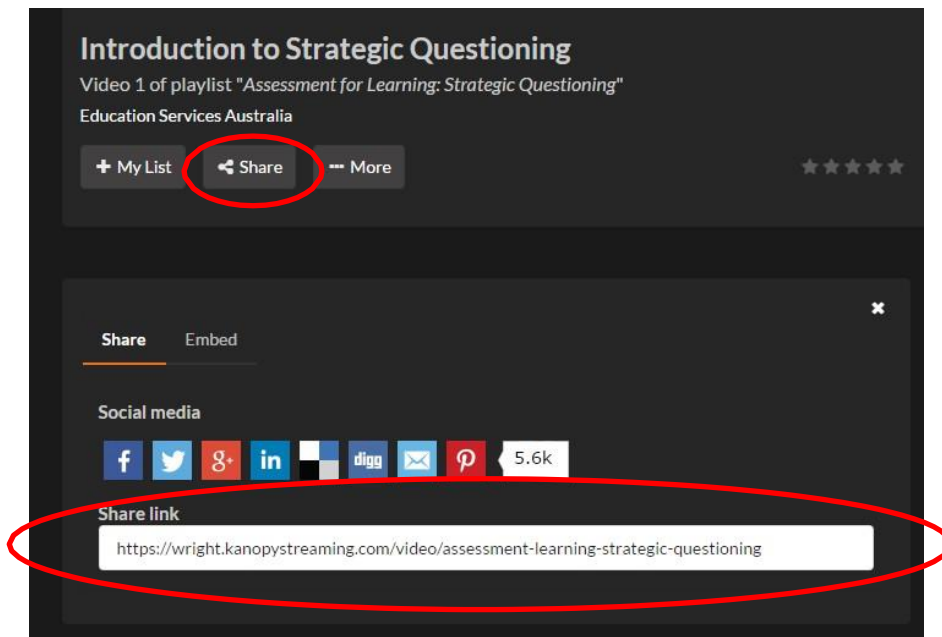 Introduction to Strategic Questioning
Video 1 of playlist "Assessment for Learning: Strategic Questioning"
Education Services Australia
+ My List Share ··· More
Share Embed
Social media
f g+ in digg 5.6k
Share link
https://wright.kanopystreaming.com/video/assessment-learning-strategic-questioning